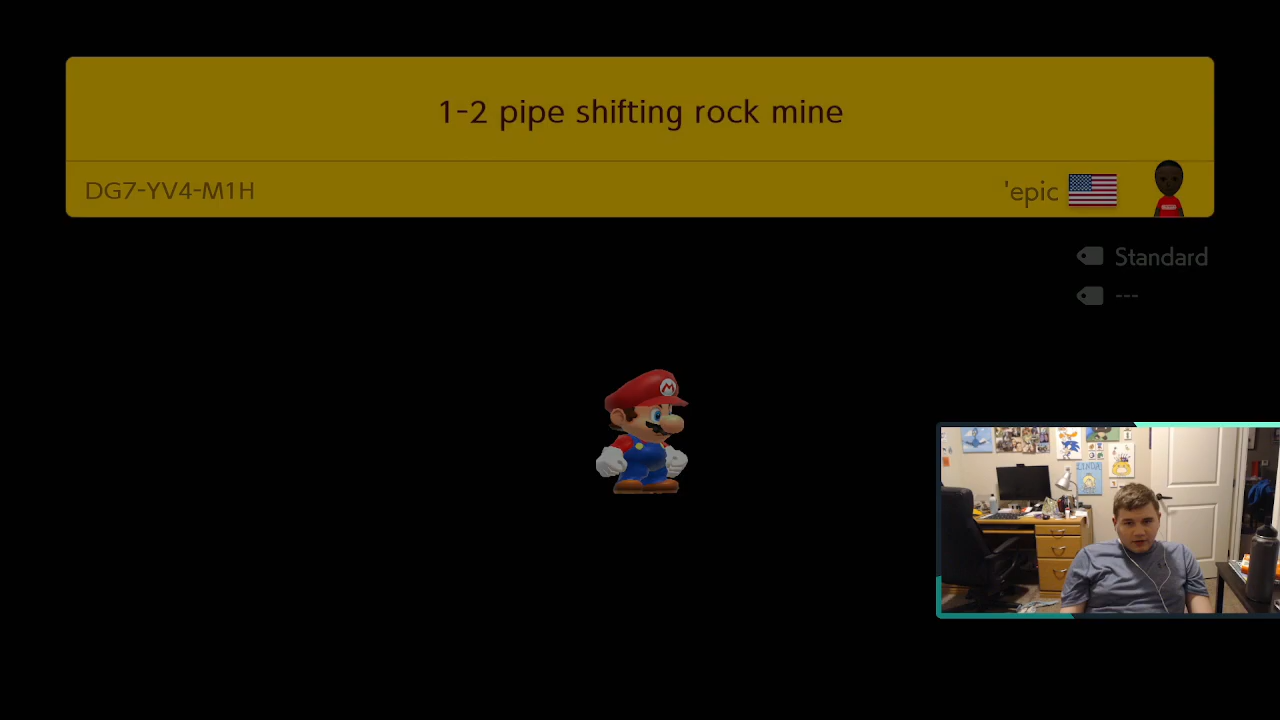 1-2 pipe shifting rock mine
DG7-YV4-M1H
'epic
Standard
---